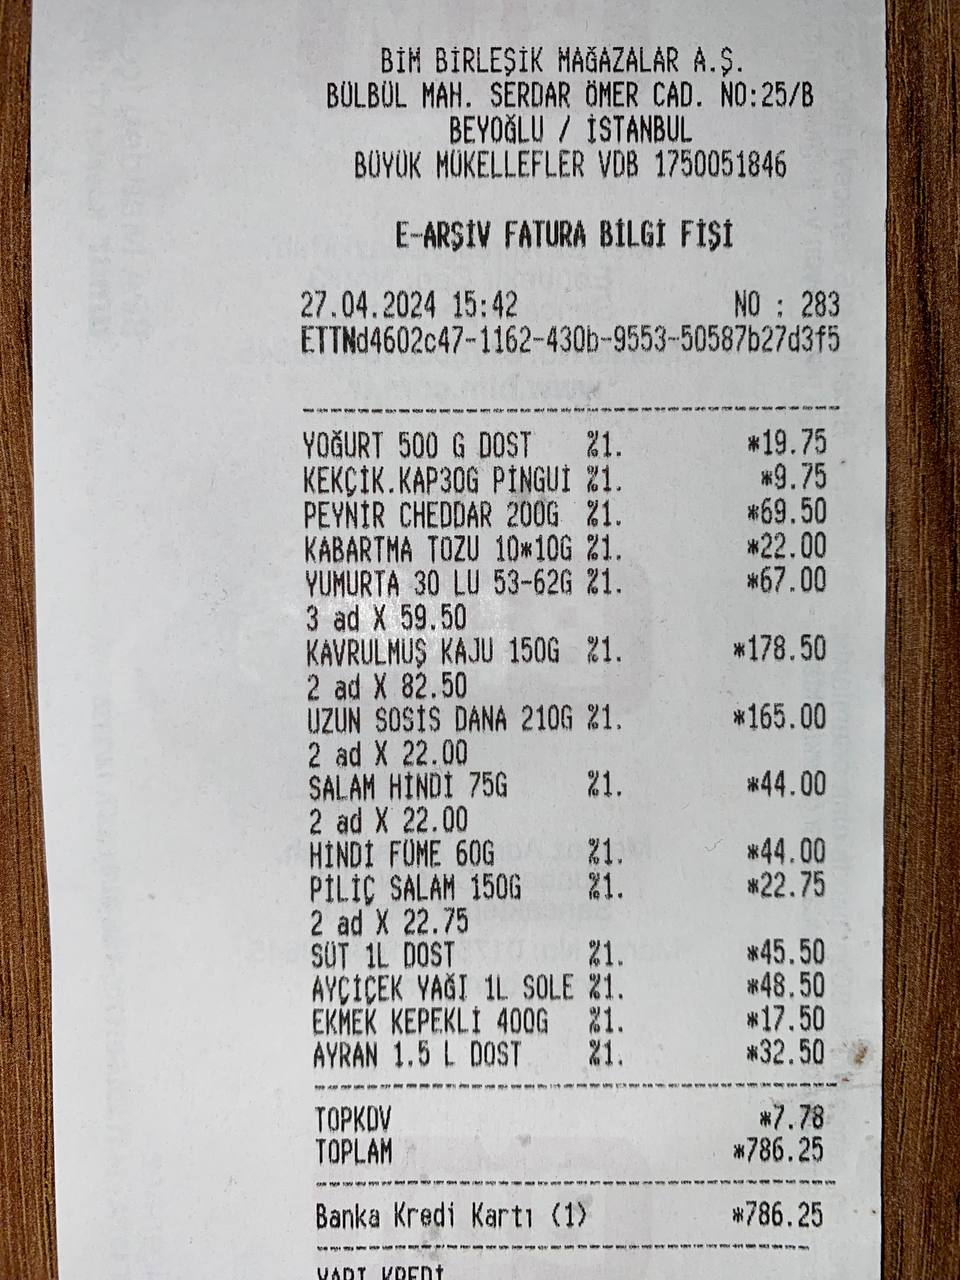 BİM BİRLEŞİK MAĞAZALAR A.Ş.
BÜLBÜL MAH. SERDAR ÖMER CAD. NO:25/B
BEYOĞLU / İSTANBUL
BÜYÜK MÜKELLEFLER VDB 1750051846
E-ARŞİV FATURA BİLGİ FİŞİ
27.04.2024 15:42 NO : 283
ETTNd4602c47-1162-430b-9553-50587b27d3f5
YOĞURT 500 G DOST %1. *19.75
KEKÇİK.KAP30G PİNGUİ %1. *9.75
PEYNİR CHEDDAR 200G %1. *69.50
KABARTMA TOZU 10*10G %1. *22.00
YUMURTA 30 LU 53-62G %1. *67.00
3 ad X 59.50
KAVRULMUŞ KAJU 150G %1. *178.50
2 ad X 82.50
UZUN SOSİS DANA 210G %1. *165.00
2 ad X 22.00
SALAM HİNDİ 75G %1. *44.00
2 ad X 22.00
HİNDİ FÜME 60G %1. *44.00
PİLİÇ SALAM 150G %1. *22.75
2 ad X 22.75
SÜT 1L DOST %1. *45.50
AYÇİÇEK YAĞI 1L SOLE %1. *48.50
EKMEK KEPEKLİ 400G %1. *17.50
AYRAN 1.5 L DOST %1. *32.50
TOPKDV *7.78
TOPLAM *786.25
Banka Kredi Kartı (1) *786.25
YAPI KREDİ